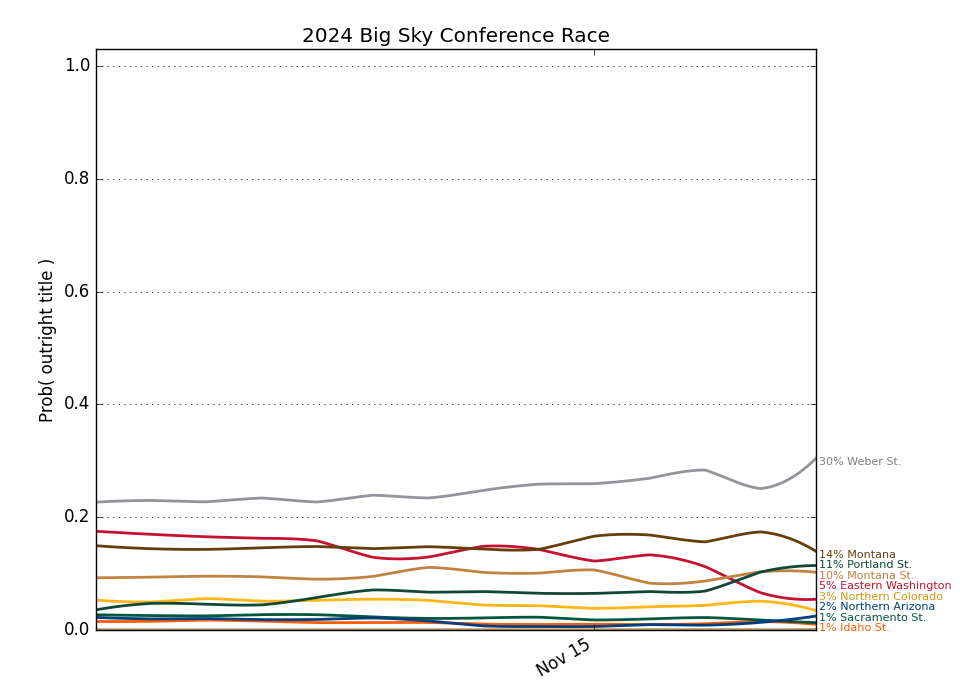 2024 Big Sky Conference Race
Prob( outright title )
1.0
0.8
0.6
0.4
0.2
0.0
Nov 15
30% Weber St.
14% Montana
11% Portland St.
10% Montana St.
5% Eastern Washington
3% Northern Colorado
2% Northern Arizona
1% Sacramento St.
1% Idaho St.